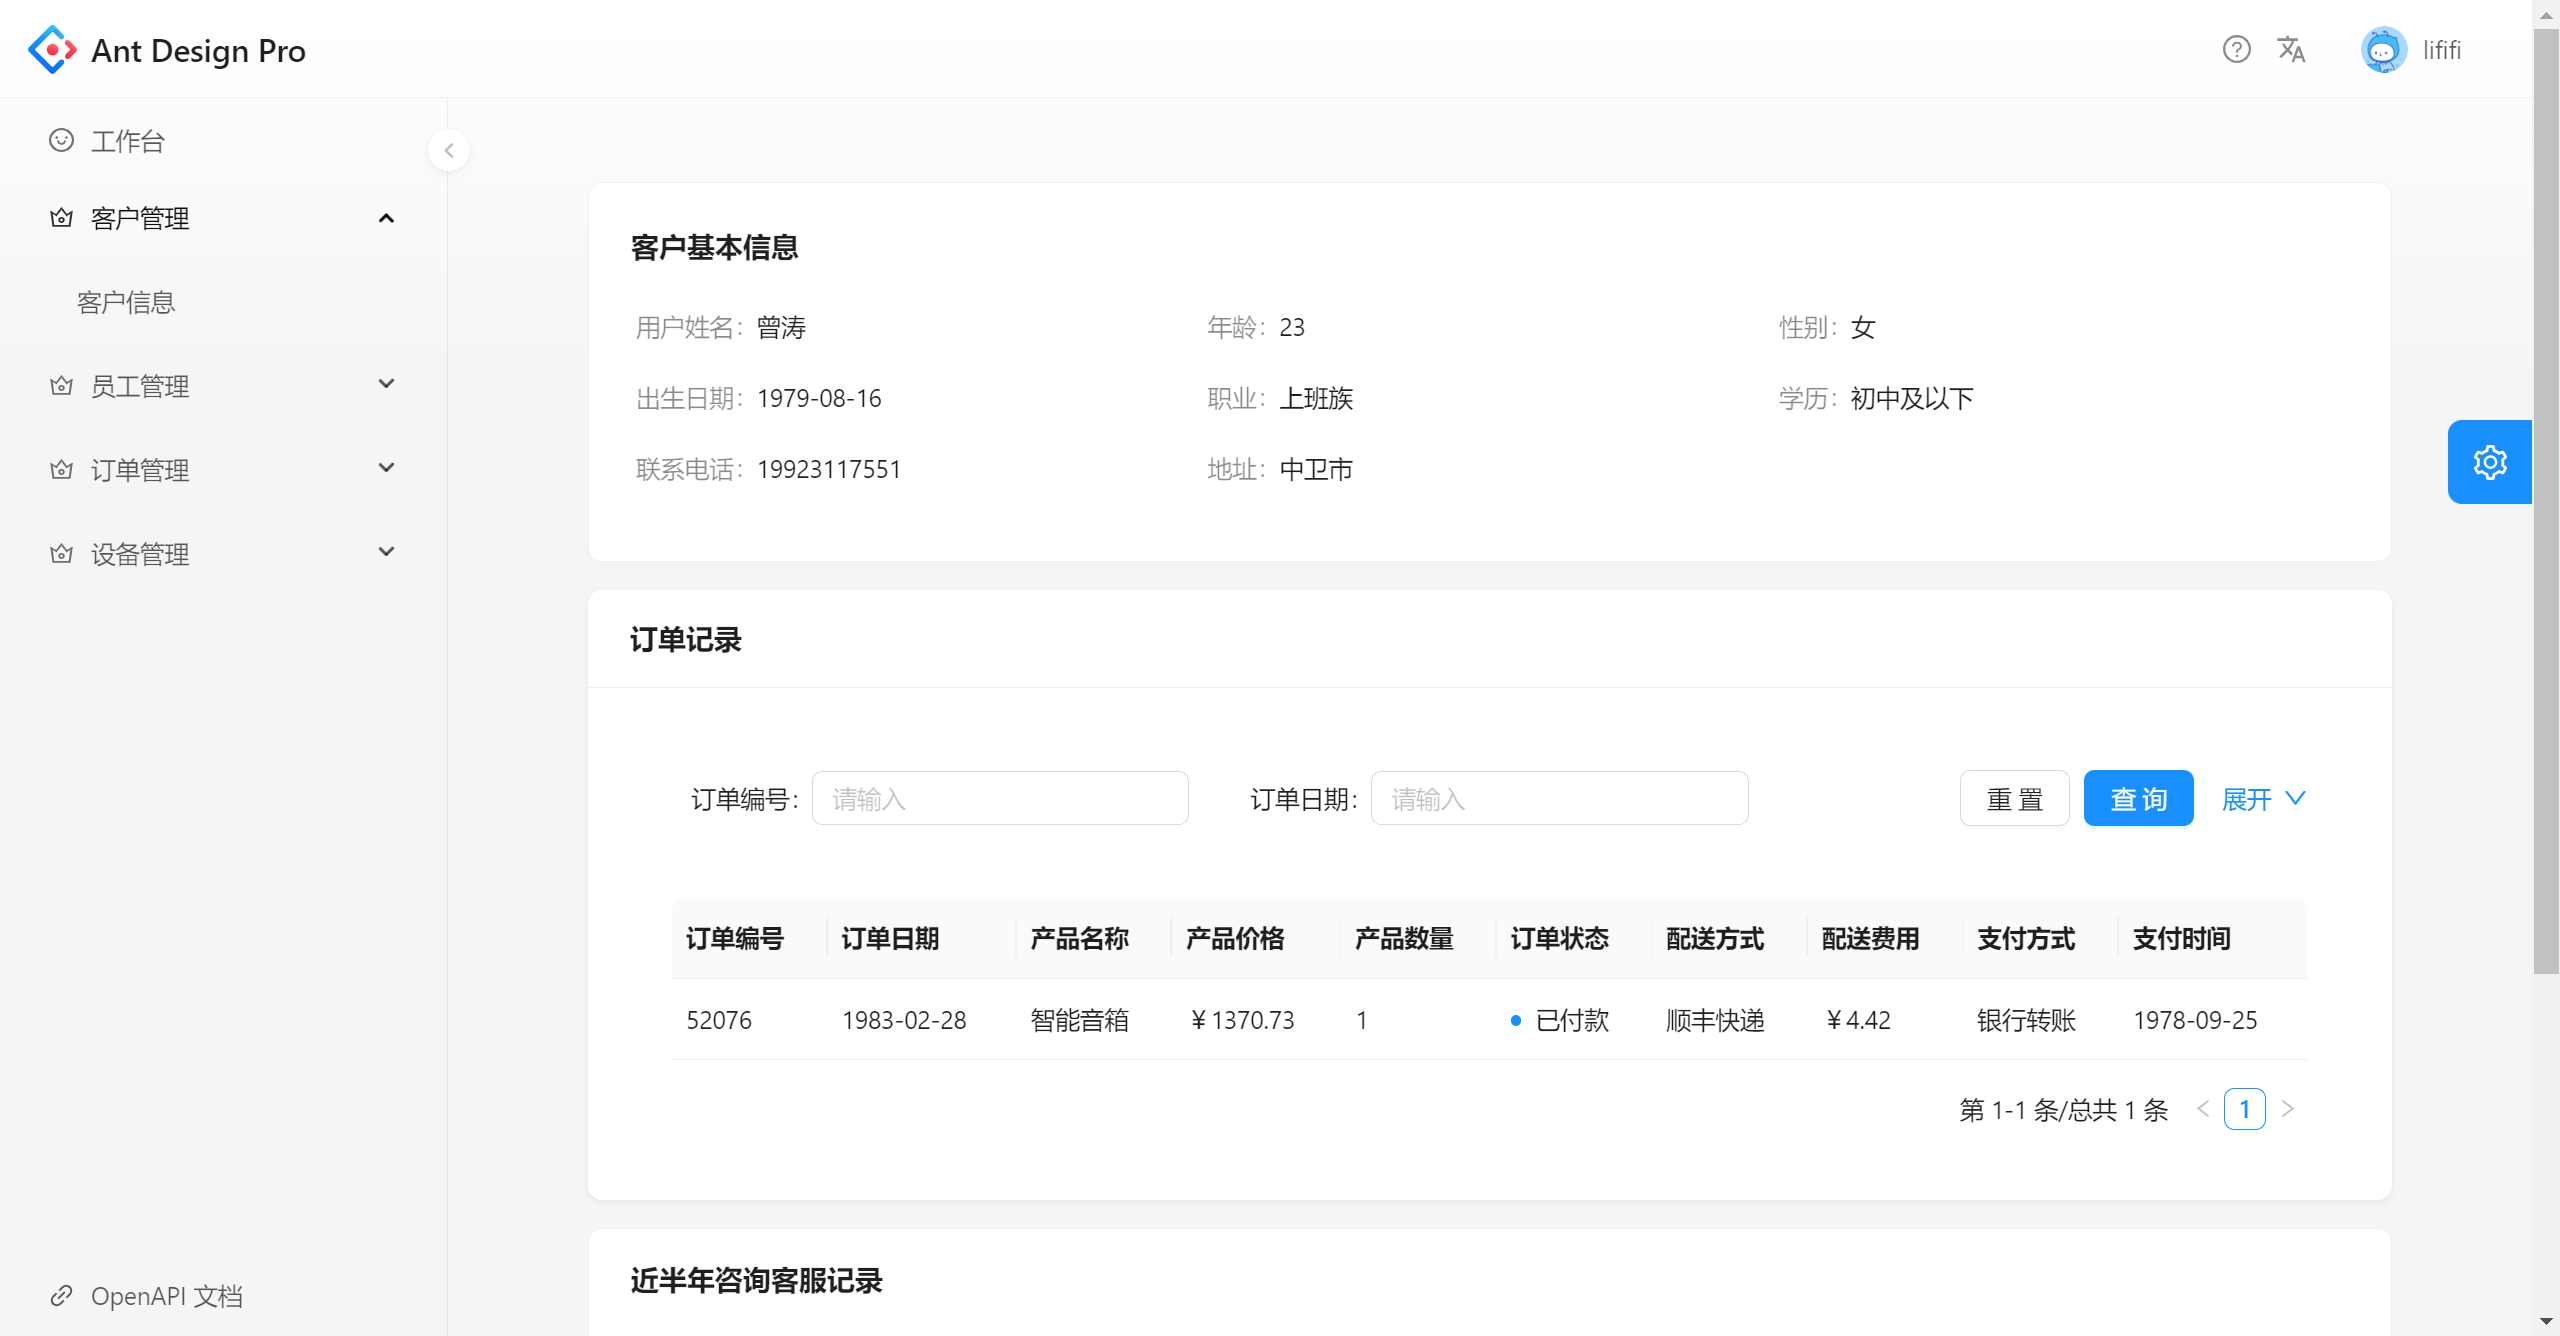 Ant Design Pro
lififi
工作台
客户管理
客户信息
员工管理
订单管理
设备管理
OpenAPI 文档
客户基本信息
用户姓名: 曾涛 年龄: 23 性别: 女
出生日期: 1979-08-16 职业: 上班族 学历: 初中及以下
联系电话: 19923117551 地址: 中卫市
订单记录
订单编号: 请输入 订单日期: 请输入 重 置 查 询 展开
订单编号 订单日期 产品名称 产品价格 产品数量 订单状态 配送方式 配送费用 支付方式 支付时间
52076 1983-02-28 智能音箱 ¥1370.73 1 已付款 顺丰快递 ¥4.42 银行转账 1978-09-25
第 1-1 条/总共 1 条 < 1 >
近半年咨询客服记录